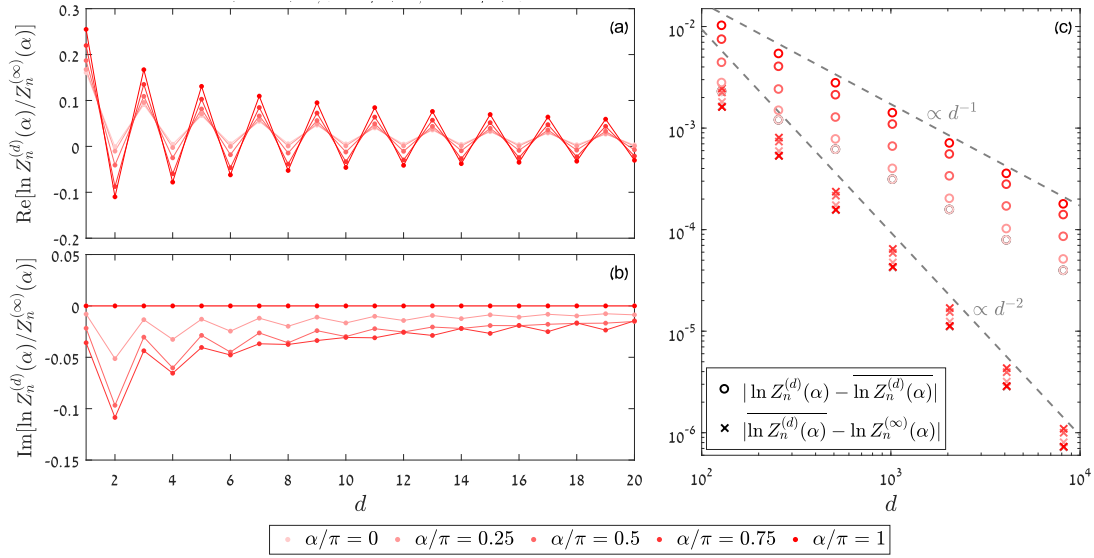 (a)
Re[ln Z_n^{(d)}(α)/Z_n^{(∞)}(α)]
0.3
0.2
0.1
0
-0.1
-0.2
(b)
Im[ln Z_n^{(d)}(α)/Z_n^{(∞)}(α)]
0.05
0
-0.05
-0.1
-0.15
2 4 6 8 10 12 14 16 18 20
d
(c)
10^{-2}
10^{-3}
10^{-4}
10^{-5}
10^{-6}
∝ d^{-1}
∝ d^{-2}
| ln Z_n^{(d)}(α) − \overline{ln Z_n^{(d)}(α)}|
|\overline{ln Z_n^{(d)}(α)} − ln Z_n^{(∞)}(α)|
10^2 10^3 10^4
d
α/π = 0 α/π = 0.25 α/π = 0.5 α/π = 0.75 α/π = 1